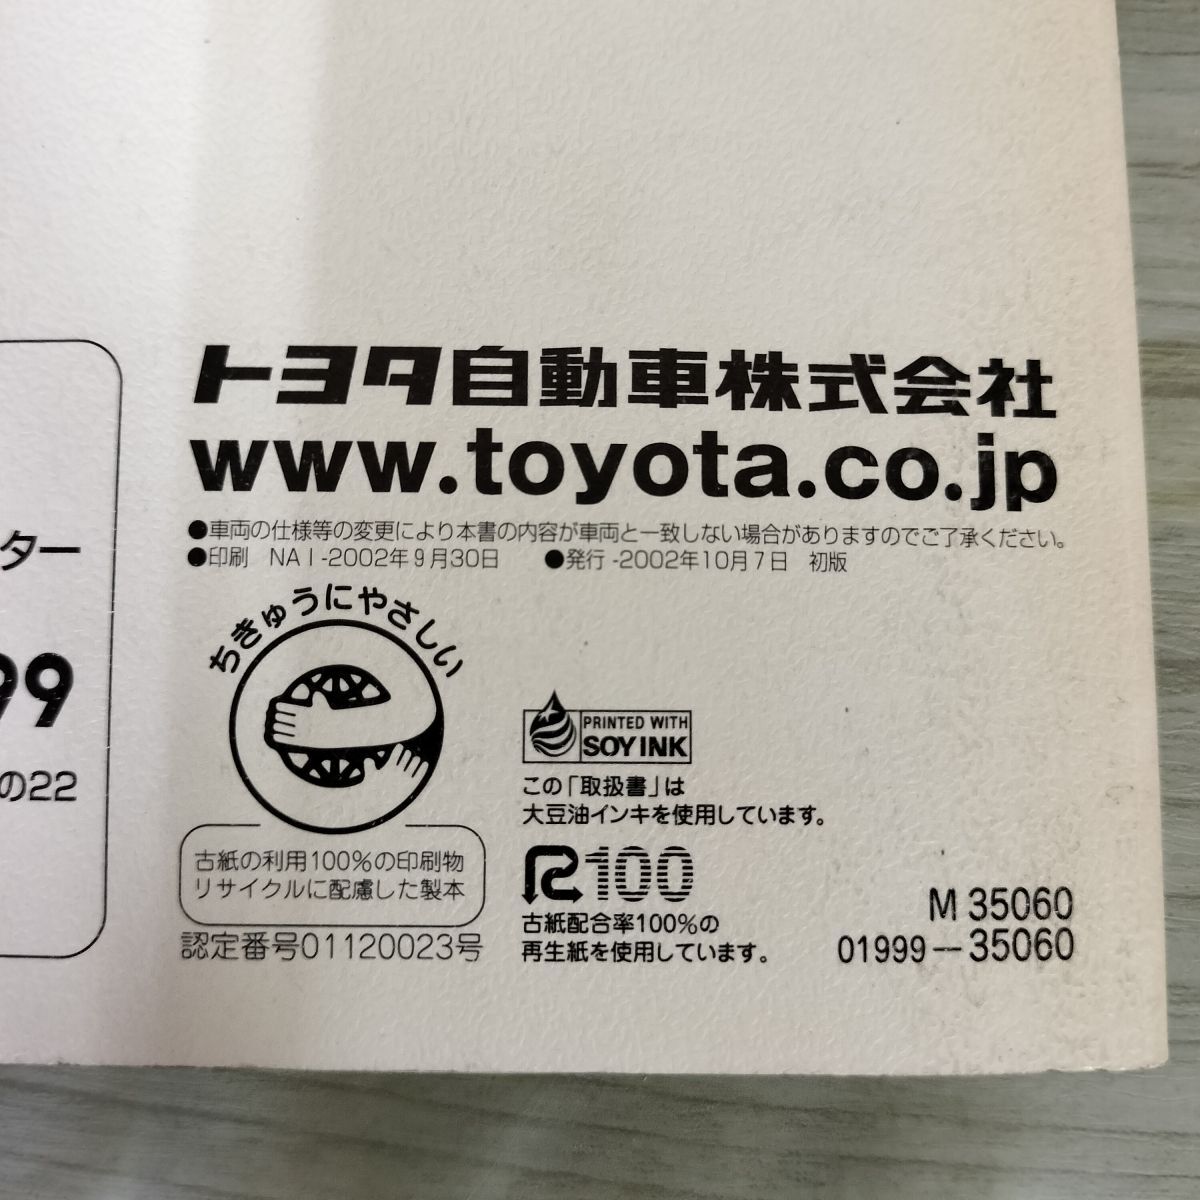 トヨタ自動車株式会社
www.toyota.co.jp
●車両の仕様等の変更により本書の内容が車両と一致しない場合がありますのでご了承ください。
●印刷 NAI-2002年9月30日 ●発行-2002年10月7日 初版
ター
99
の22
ちきゅうにやさしい
古紙の利用100%の印刷物
リサイクルに配慮した製本
認定番号01120023号
PRINTED WITH
SOY INK
この「取扱書」は
大豆油インキを使用しています。
R100
古紙配合率100%の
再生紙を使用しています。
M 35060
01999-35060